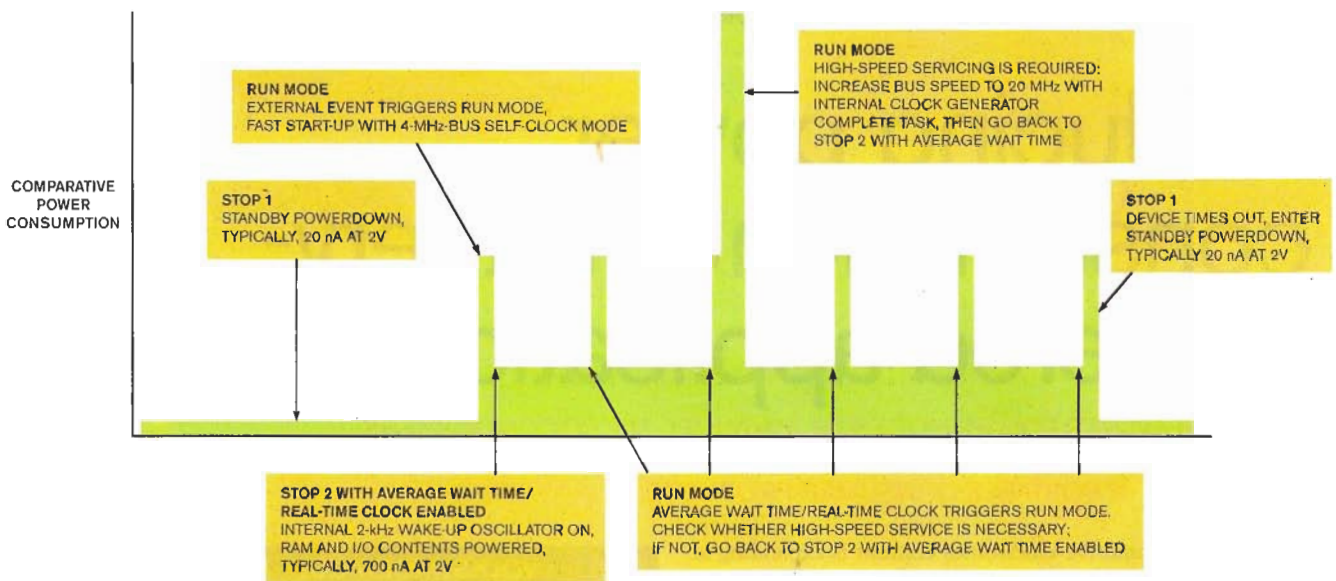 RUN MODE
HIGH-SPEED SERVICING IS REQUIRED:
INCREASE BUS SPEED TO 20 MHz WITH
INTERNAL CLOCK GENERATOR
COMPLETE TASK, THEN GO BACK TO
STOP 2 WITH AVERAGE WAIT TIME
RUN MODE
EXTERNAL EVENT TRIGGERS RUN MODE,
FAST START-UP WITH 4-MHz-BUS SELF-CLOCK MODE
COMPARATIVE
POWER
CONSUMPTION
STOP 1
STANDBY POWERDOWN,
TYPICALLY, 20 nA AT 2V
STOP 1
DEVICE TIMES OUT, ENTER
STANDBY POWERDOWN,
TYPICALLY 20 nA AT 2V
STOP 2 WITH AVERAGE WAIT TIME/
REAL-TIME CLOCK ENABLED
INTERNAL 2-kHz WAKE-UP OSCILLATOR ON,
RAM AND I/O CONTENTS POWERED,
TYPICALLY, 700 nA AT 2V
RUN MODE
AVERAGE WAIT TIME/REAL-TIME CLOCK TRIGGERS RUN MODE.
CHECK WHETHER HIGH-SPEED SERVICE IS NECESSARY;
IF NOT, GO BACK TO STOP 2 WITH AVERAGE WAIT TIME ENABLED